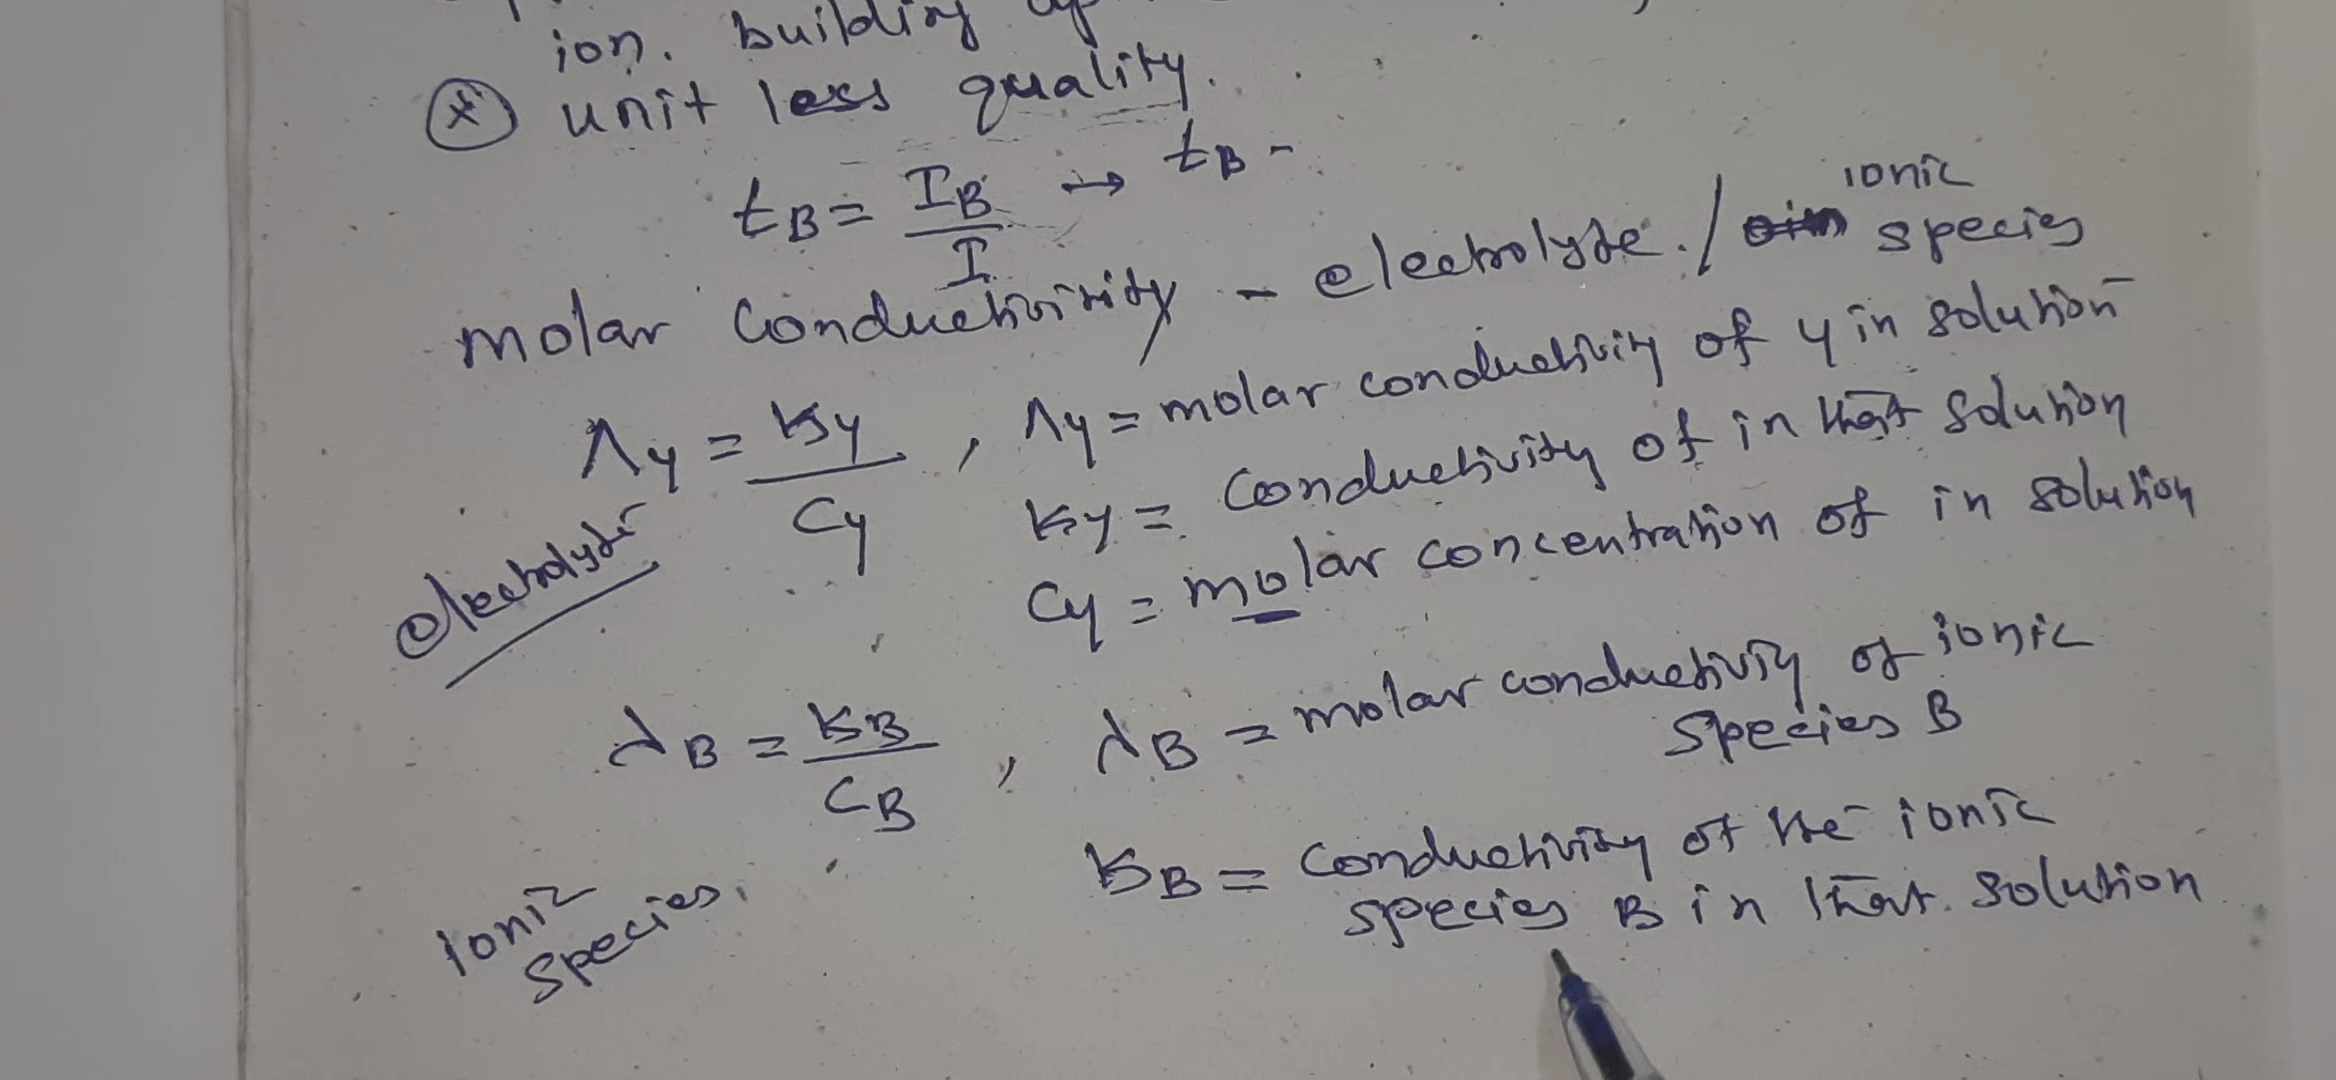 ion. building up
* unit less quality.
tB = IB/I → tB -
molar Conductivity - electrolyte. / ionic species
Λy = κy/Cy , Λy = molar conductivity of y in solution
κy = Conductivity of in that solution
electrolyte
Cy = molar concentration of in solution
λB = κB/CB , λB = molar conductivity of ionic
species B
κB = Conductivity of the ionic
species B in that solution
ionic
species.